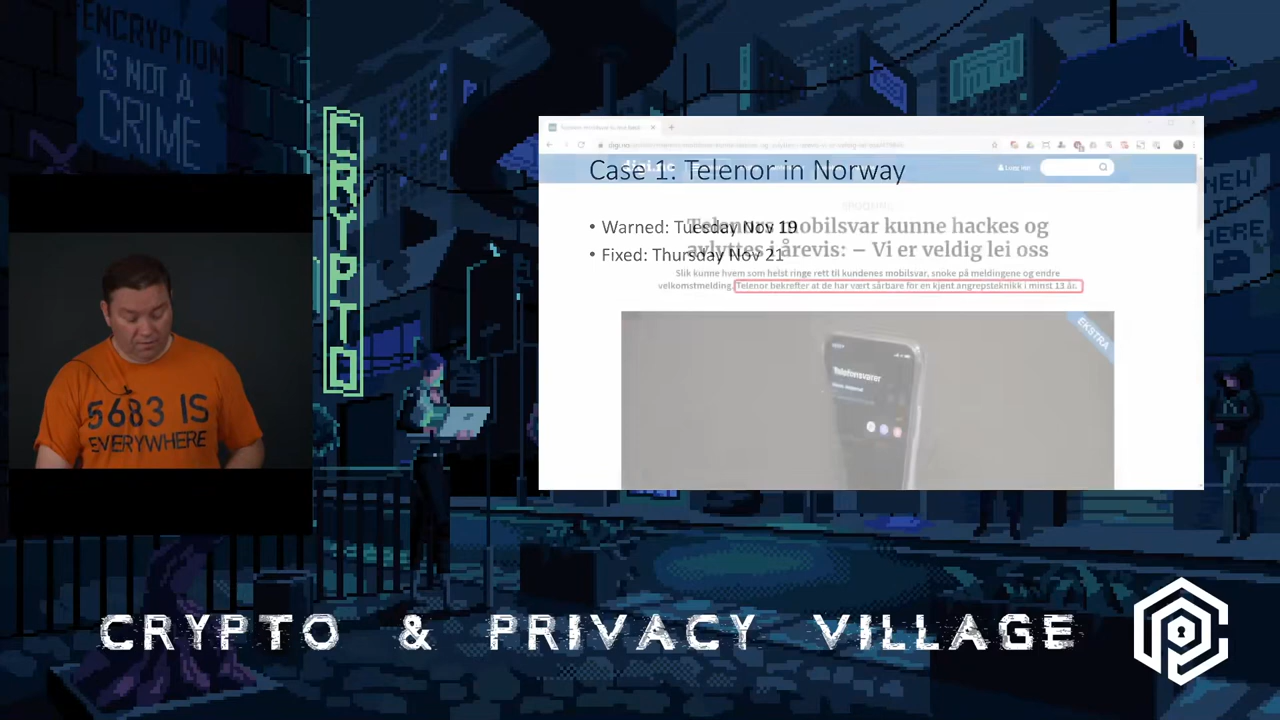 ENCRYPTION
IS NOT A
CRIME
CRYPTO
5683 IS
EVERYWHERE
Case 1: Telenor in Norway
• Warned: Tuesday Nov 19
• Fixed: Thursday Nov 21
Telenors mobilsvar kunne hackes og
avlyttes i årevis: – Vi er veldig lei oss
Slik kunne hvem som helst ringe rett til kundenes mobilsvar, snoke på meldingene og endre
velkomstmelding. Telenor bekrefter at de har vært sårbare for en kjent angrepsteknikk i minst 13 år.
EKSTRA
Telefonsvarer
NEW
TO
HERE
CRYPTO & PRIVACY VILLAGE